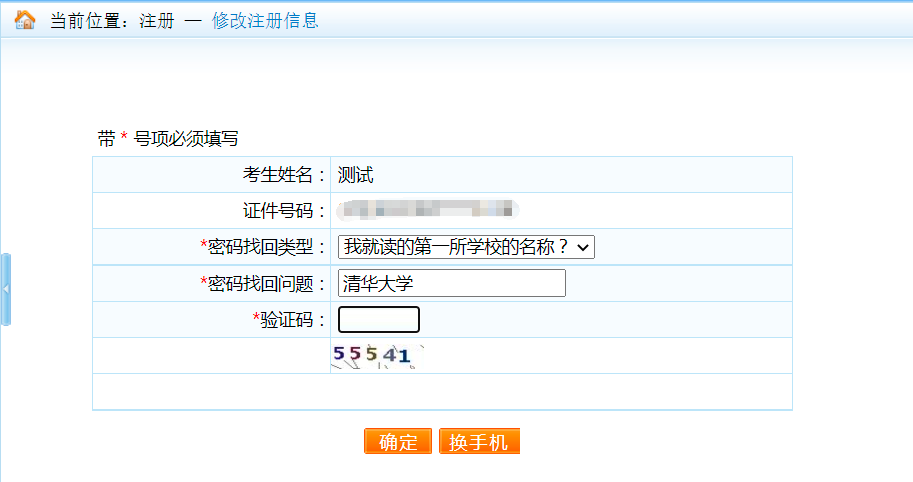 当前位置：注册 — 修改注册信息
带 * 号项必须填写
考生姓名： 测试
证件号码：
*密码找回类型： 我就读的第一所学校的名称？
*密码找回问题： 清华大学
*验证码：
55541
确定 换手机